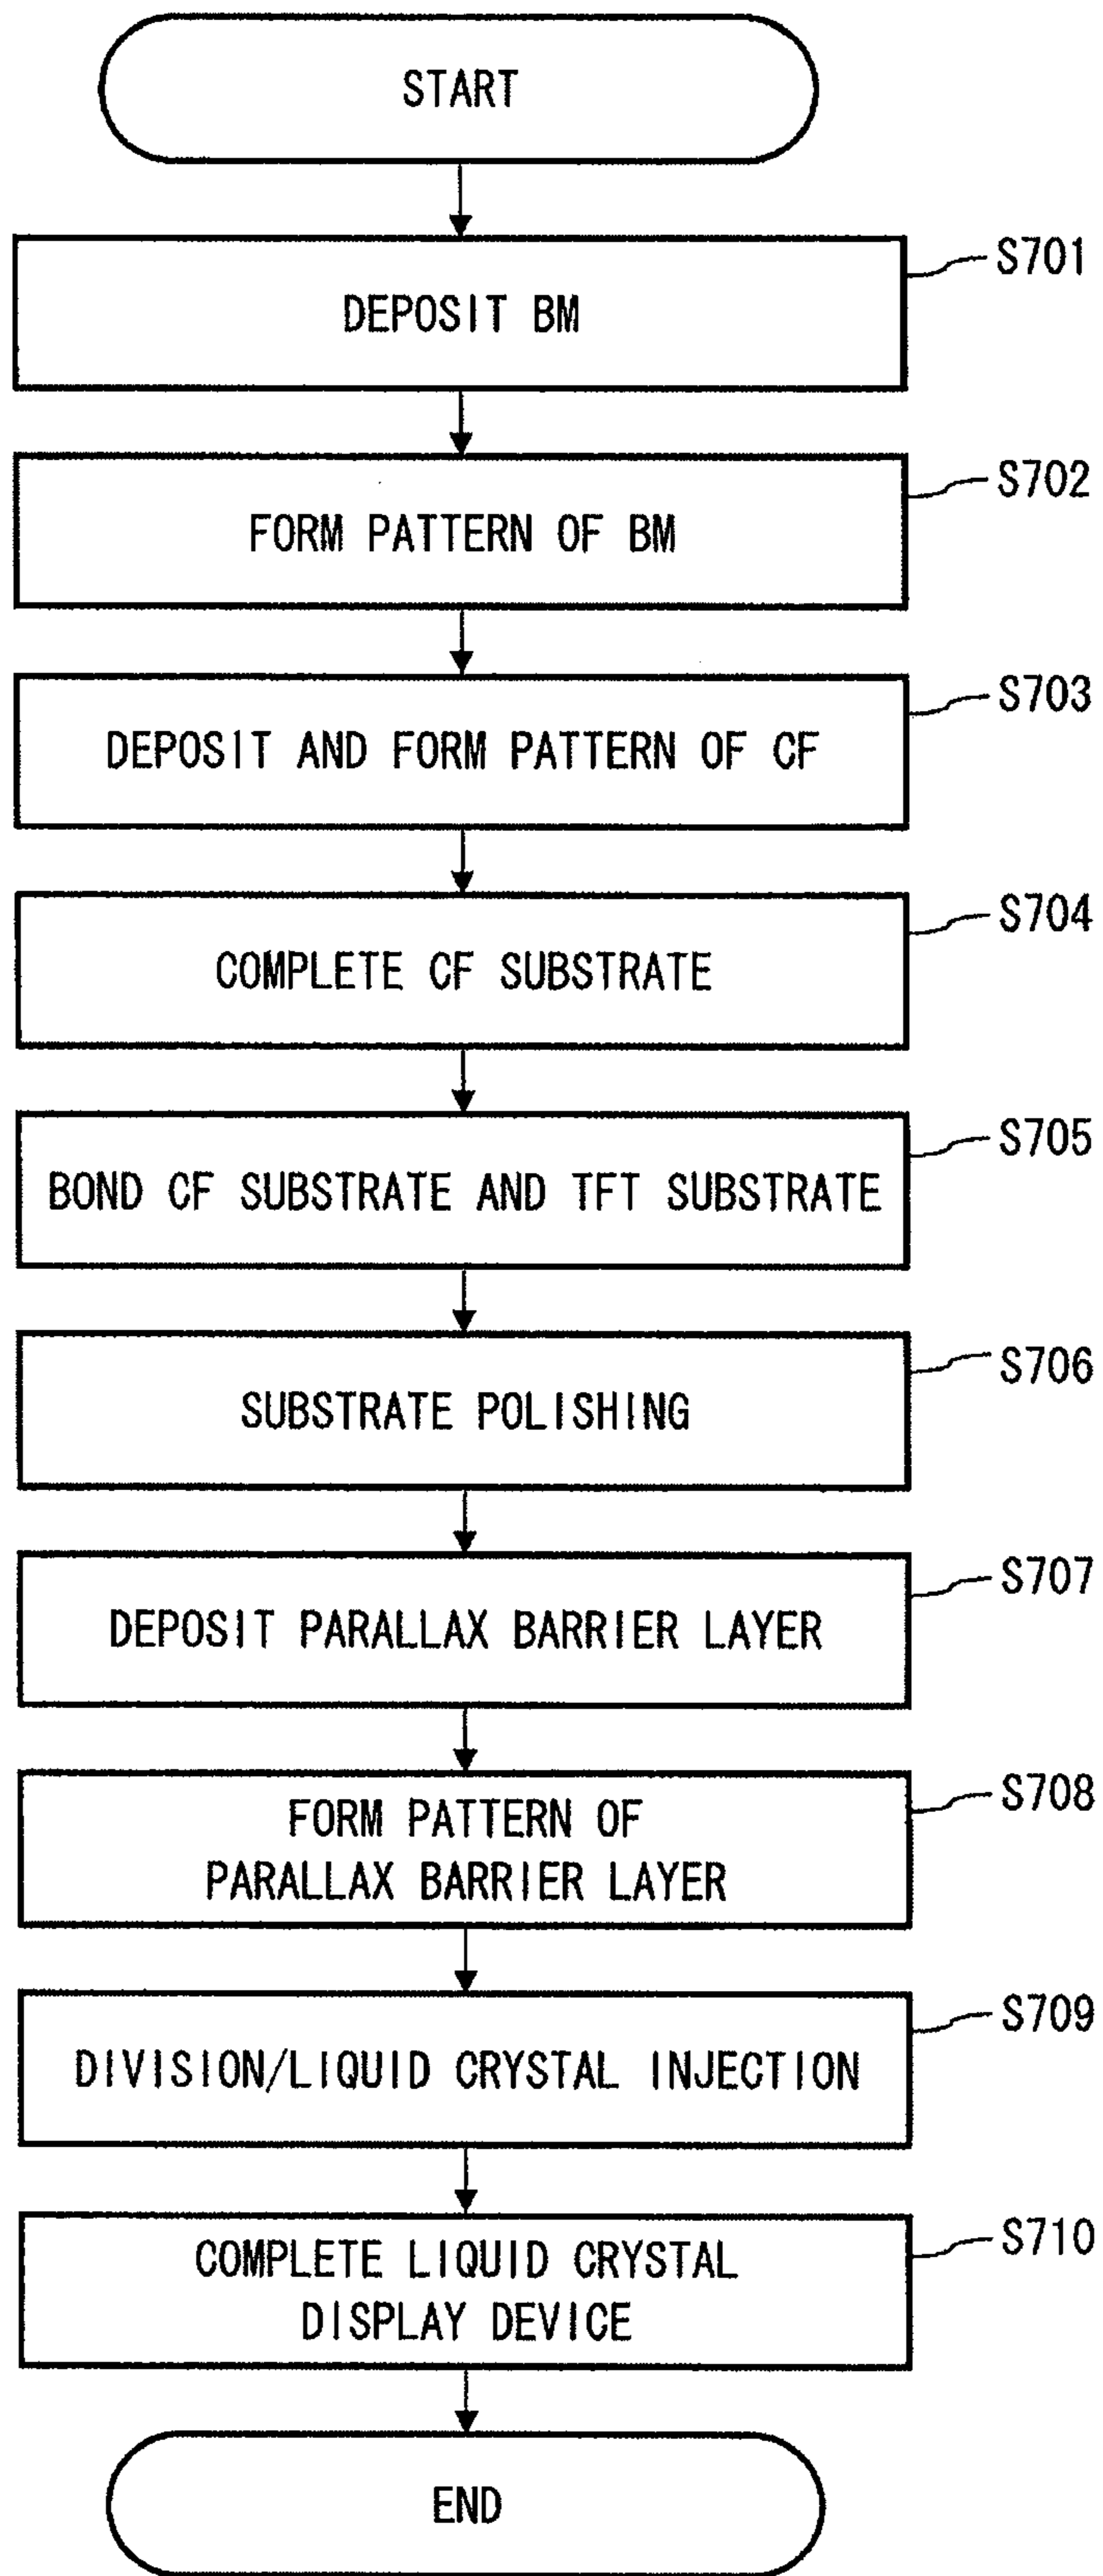 START
S701
DEPOSIT BM
S702
FORM PATTERN OF BM
S703
DEPOSIT AND FORM PATTERN OF CF
S704
COMPLETE CF SUBSTRATE
S705
BOND CF SUBSTRATE AND TFT SUBSTRATE
S706
SUBSTRATE POLISHING
S707
DEPOSIT PARALLAX BARRIER LAYER
S708
FORM PATTERN OF
PARALLAX BARRIER LAYER
S709
DIVISION/LIQUID CRYSTAL INJECTION
S710
COMPLETE LIQUID CRYSTAL
DISPLAY DEVICE
END